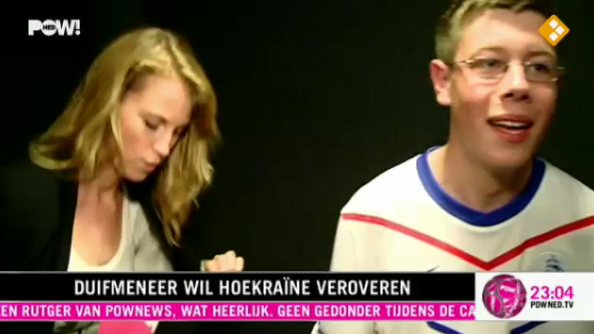 POW!
NED
DUIFMENEER WIL HOEKRAÏNE VEROVEREN
EN RUTGER VAN POWNEWS, WAT HEERLIJK. GEEN GEDONDER TIJDENS DE CA
23:04
POWNED.TV